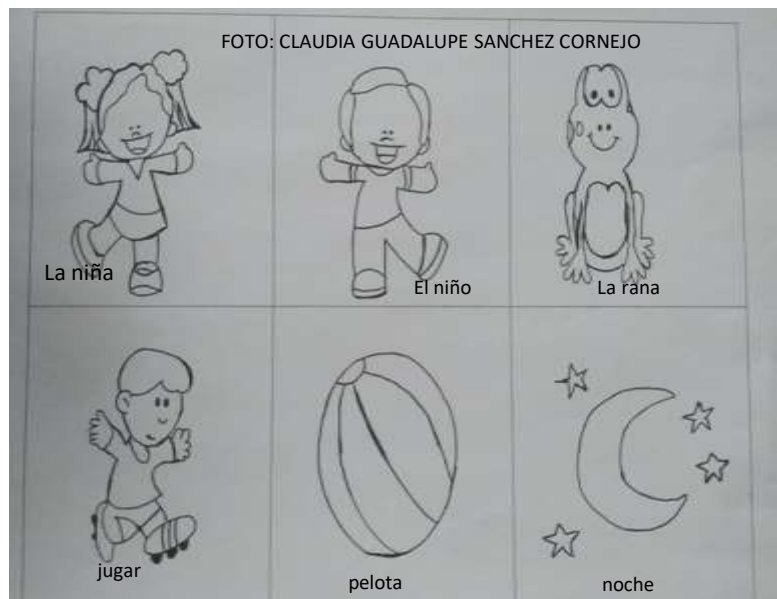 FOTO: CLAUDIA GUADALUPE SANCHEZ CORNEJO
La niña
El niño
La rana
jugar
pelota
noche